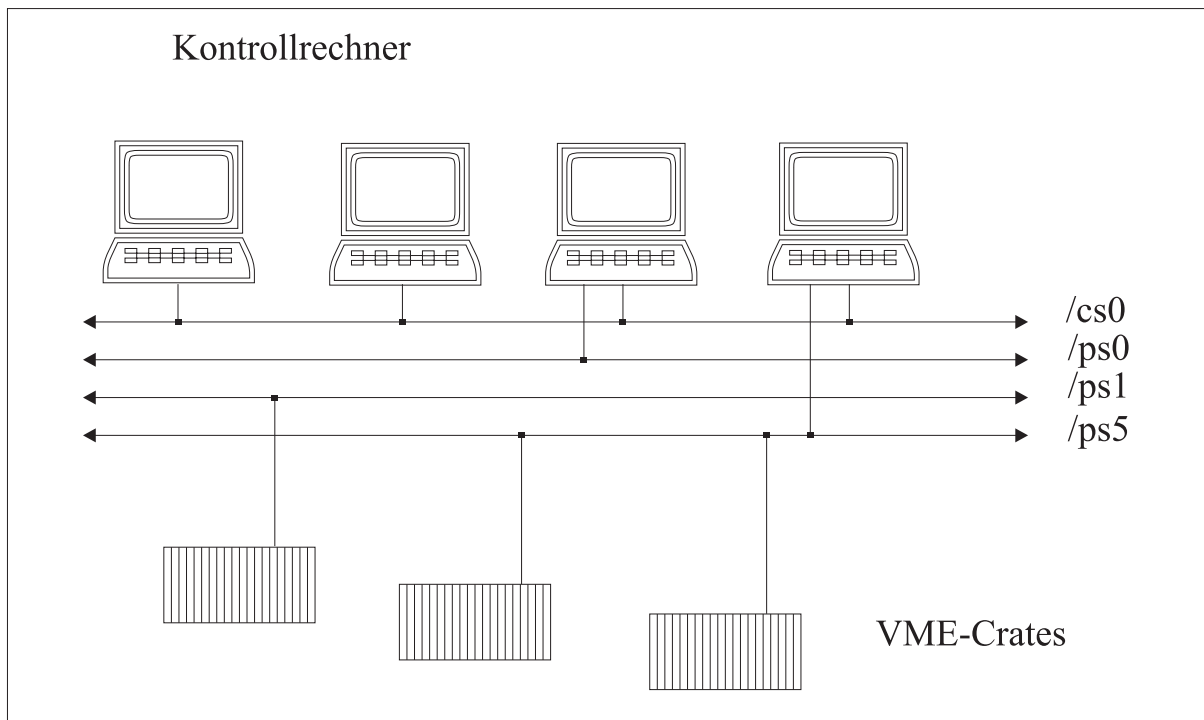 Kontrollrechner
/cs0
/ps0
/ps1
/ps5
VME-Crates